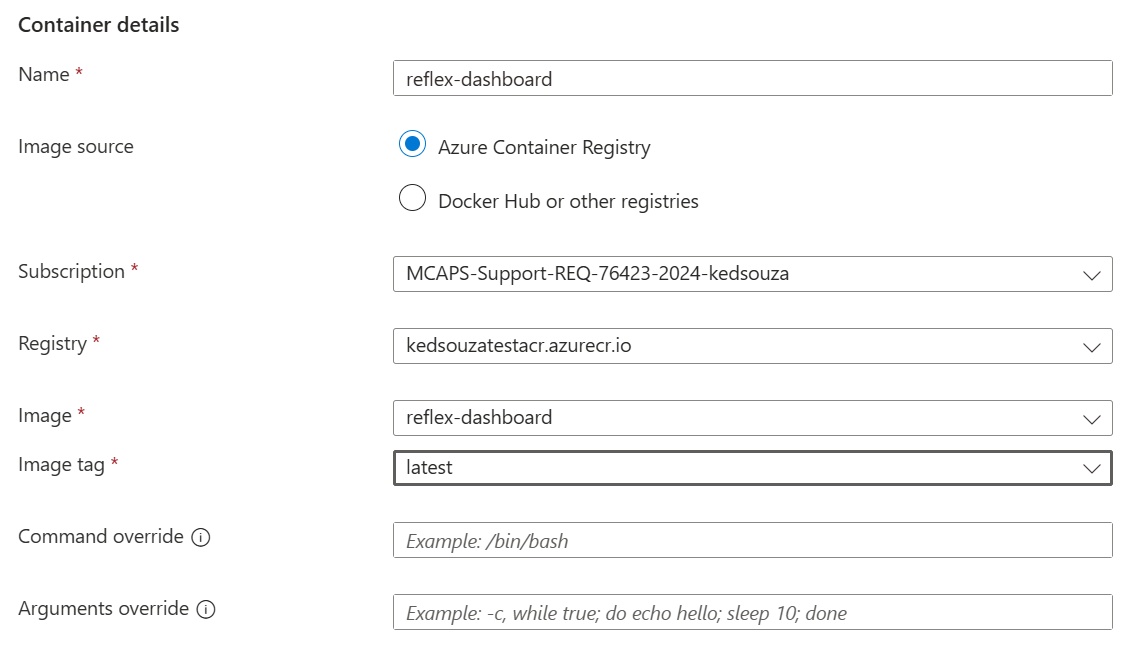 Container details
Name *
reflex-dashboard
Image source
Azure Container Registry
Docker Hub or other registries
Subscription *
MCAPS-Support-REQ-76423-2024-kedsouza
Registry *
kedsouzatestacr.azurecr.io
Image *
reflex-dashboard
Image tag *
latest
Command override
Example: /bin/bash
Arguments override
Example: -c, while true; do echo hello; sleep 10; done